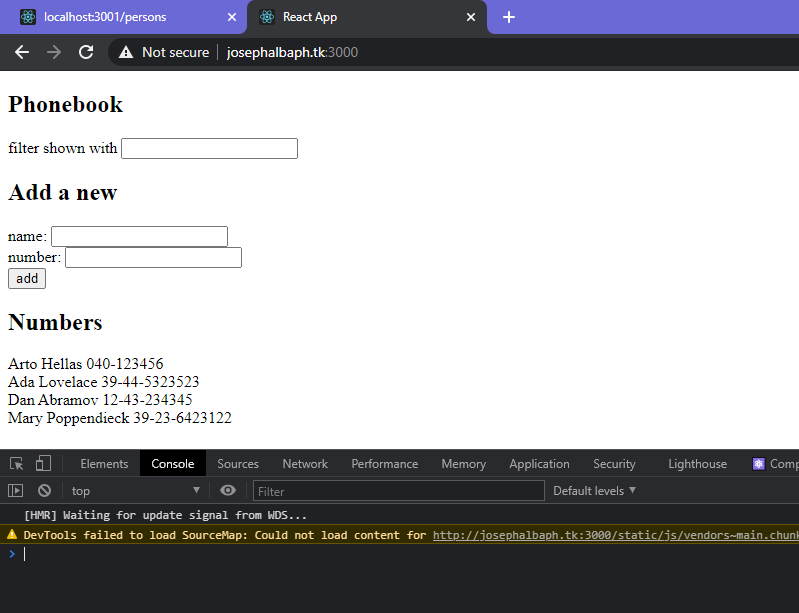 localhost:3001/persons
React App
Not secure josephalbaph.tk:3000
Phonebook
filter shown with
Add a new
name:
number:
add
Numbers
Arto Hellas 040-123456
Ada Lovelace 39-44-5323523
Dan Abramov 12-43-234345
Mary Poppendieck 39-23-6423122
Elements Console Sources Network Performance Memory Application Security Lighthouse Comp
top Filter Default levels
[HMR] Waiting for update signal from WDS...
DevTools failed to load SourceMap: Could not load content for http://josephalbaph.tk:3000/static/js/vendors~main.chunk